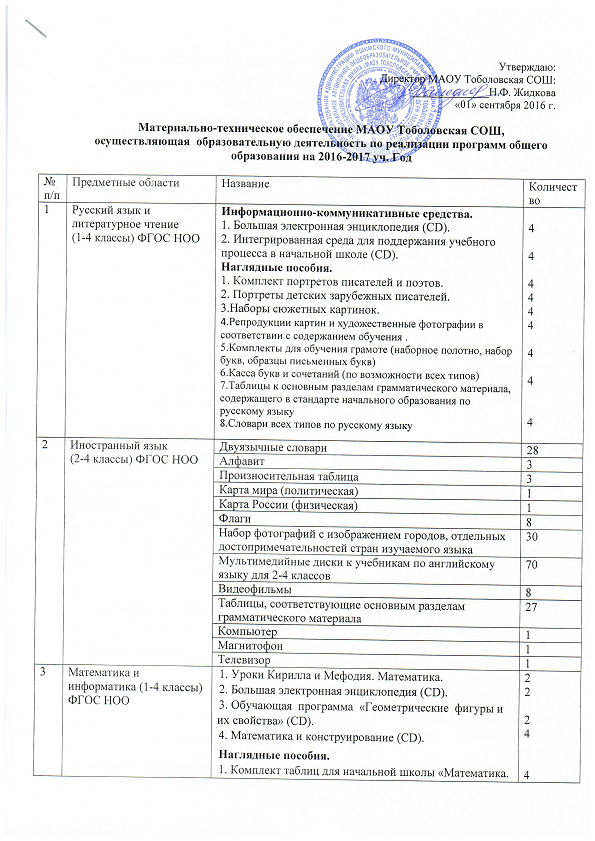 Утверждаю:
Директор МАОУ Тоболовская СОШ:
Н.Ф. Жидкова
«01» сентября 2016 г.
Материально-техническое обеспечение МАОУ Тоболовская СОШ,
осуществляющая образовательную деятельность по реализации программ общего
образования на 2016-2017 уч. Год
№ п/п Предметные области Название Количест
во
1 Русский язык и
литературное чтение
(1-4 классы) ФГОС НОО
Информационно-коммуникативные средства.
1. Большая электронная энциклопедия (CD). 4
2. Интегрированная среда для поддержания учебного
процесса в начальной школе (CD). 4
Наглядные пособия.
1. Комплект портретов писателей и поэтов. 4
2. Портреты детских зарубежных писателей. 4
3.Наборы сюжетных картинок. 4
4.Репродукции картин и художественные фотографии в 4
соответствии с содержанием обучения .
5.Комплекты для обучения грамоте (наборное полотно, набор 4
букв, образцы письменных букв)
6.Касса букв и сочетаний (по возможности всех типов) 4
7.Таблицы к основным разделам грамматического материала,
содержащего в стандарте начального образования по
русскому языку
8.Словари всех типов по русскому языку 4
2 Иностранный язык
(2-4 классы) ФГОС НОО
Двуязычные словари 28
Алфавит 3
Произносительная таблица 3
Карта мира (политическая) 1
Карта России (физическая) 1
Флаги 8
Набор фотографий с изображением городов, отдельных 30
достопримечательностей стран изучаемого языка
Мультимедийные диски к учебникам по английскому 70
языку для 2-4 классов
Видеофильмы 8
Таблицы, соответствующие основным разделам 27
грамматического материала
Компьютер 1
Магнитофон 1
Телевизор 1
3 Математика и
информатика (1-4 классы)
ФГОС НОО
1. Уроки Кирилла и Мефодия. Математика. 2
2. Большая электронная энциклопедия (CD). 2
3. Обучающая программа «Геометрические фигуры и
их свойства» (CD). 2
4. Математика и конструирование (CD). 4
Наглядные пособия.
1. Комплект таблиц для начальной школы «Математика. 4